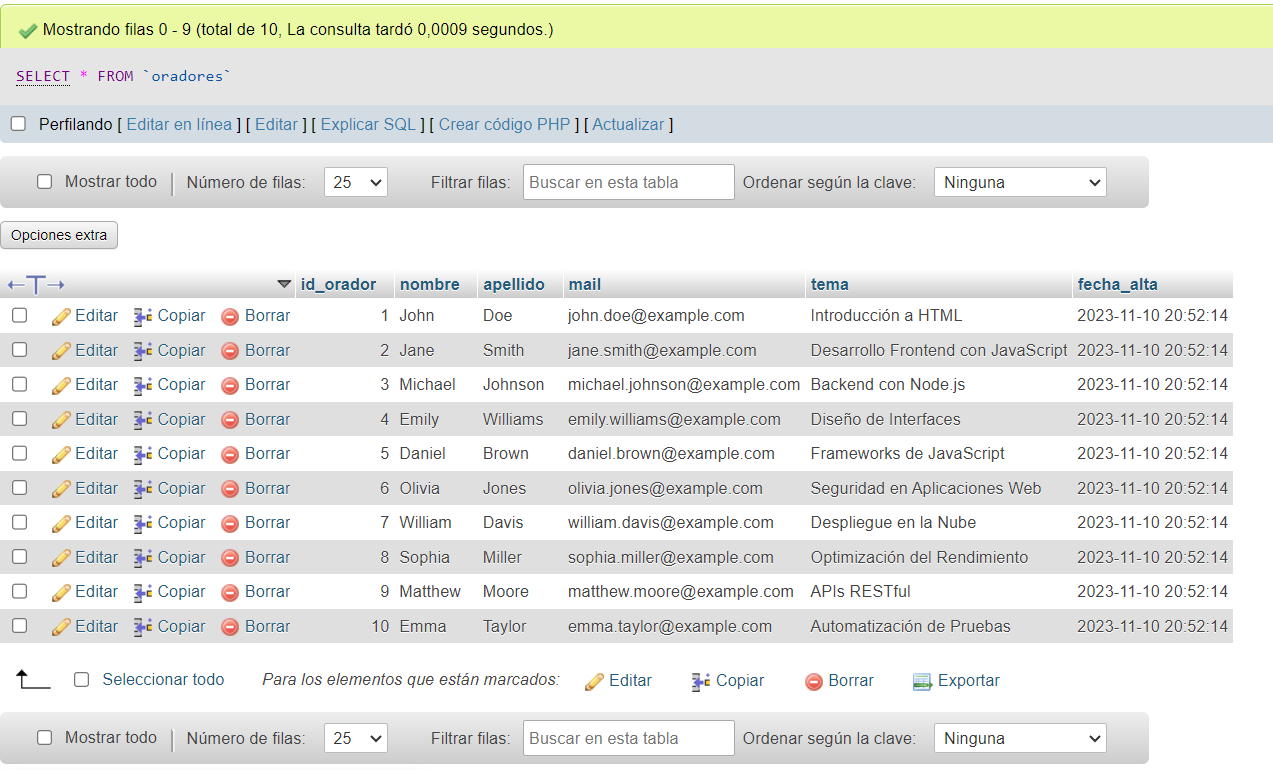 Mostrando filas 0 - 9 (total de 10, La consulta tardó 0,0009 segundos.)
SELECT * FROM `oradores`
Perfilando [ Editar en línea ] [ Editar ] [ Explicar SQL ] [ Crear código PHP ] [ Actualizar ]
Mostrar todo | Número de filas: 25 Filtrar filas: Buscar en esta tabla Ordenar según la clave: Ninguna
Opciones extra
←T→ id_orador nombre apellido mail tema fecha_alta
Editar Copiar Borrar 1 John Doe john.doe@example.com Introducción a HTML 2023-11-10 20:52:14
Editar Copiar Borrar 2 Jane Smith jane.smith@example.com Desarrollo Frontend con JavaScript 2023-11-10 20:52:14
Editar Copiar Borrar 3 Michael Johnson michael.johnson@example.com Backend con Node.js 2023-11-10 20:52:14
Editar Copiar Borrar 4 Emily Williams emily.williams@example.com Diseño de Interfaces 2023-11-10 20:52:14
Editar Copiar Borrar 5 Daniel Brown daniel.brown@example.com Frameworks de JavaScript 2023-11-10 20:52:14
Editar Copiar Borrar 6 Olivia Jones olivia.jones@example.com Seguridad en Aplicaciones Web 2023-11-10 20:52:14
Editar Copiar Borrar 7 William Davis william.davis@example.com Despliegue en la Nube 2023-11-10 20:52:14
Editar Copiar Borrar 8 Sophia Miller sophia.miller@example.com Optimización del Rendimiento 2023-11-10 20:52:14
Editar Copiar Borrar 9 Matthew Moore matthew.moore@example.com APIs RESTful 2023-11-10 20:52:14
Editar Copiar Borrar 10 Emma Taylor emma.taylor@example.com Automatización de Pruebas 2023-11-10 20:52:14
Seleccionar todo Para los elementos que están marcados: Editar Copiar Borrar Exportar
Mostrar todo | Número de filas: 25 Filtrar filas: Buscar en esta tabla Ordenar según la clave: Ninguna